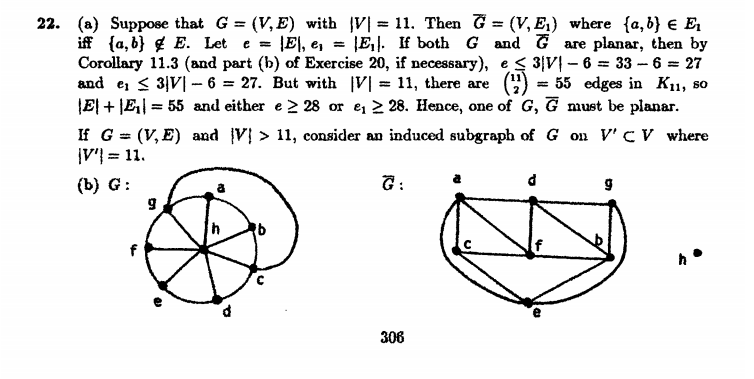 22. (a) Suppose that G = (V, E) with |V| = 11. Then G̅ = (V, E₁) where {a, b} ∈ E₁
iff {a, b} ∉ E. Let e = |E|, e₁ = |E₁|. If both G and G̅ are planar, then by
Corollary 11.3 (and part (b) of Exercise 20, if necessary), e ≤ 3|V| − 6 = 33 − 6 = 27
and e₁ ≤ 3|V| − 6 = 27. But with |V| = 11, there are (11 2) = 55 edges in K₁₁, so
|E| + |E₁| = 55 and either e ≥ 28 or e₁ ≥ 28. Hence, one of G, G̅ must be planar.
If G = (V, E) and |V| > 11, consider an induced subgraph of G on V′ ⊂ V where
|V′| = 11.
(b) G : G̅ :
a a d g
g
h b
f c f b h
c
e d e
306